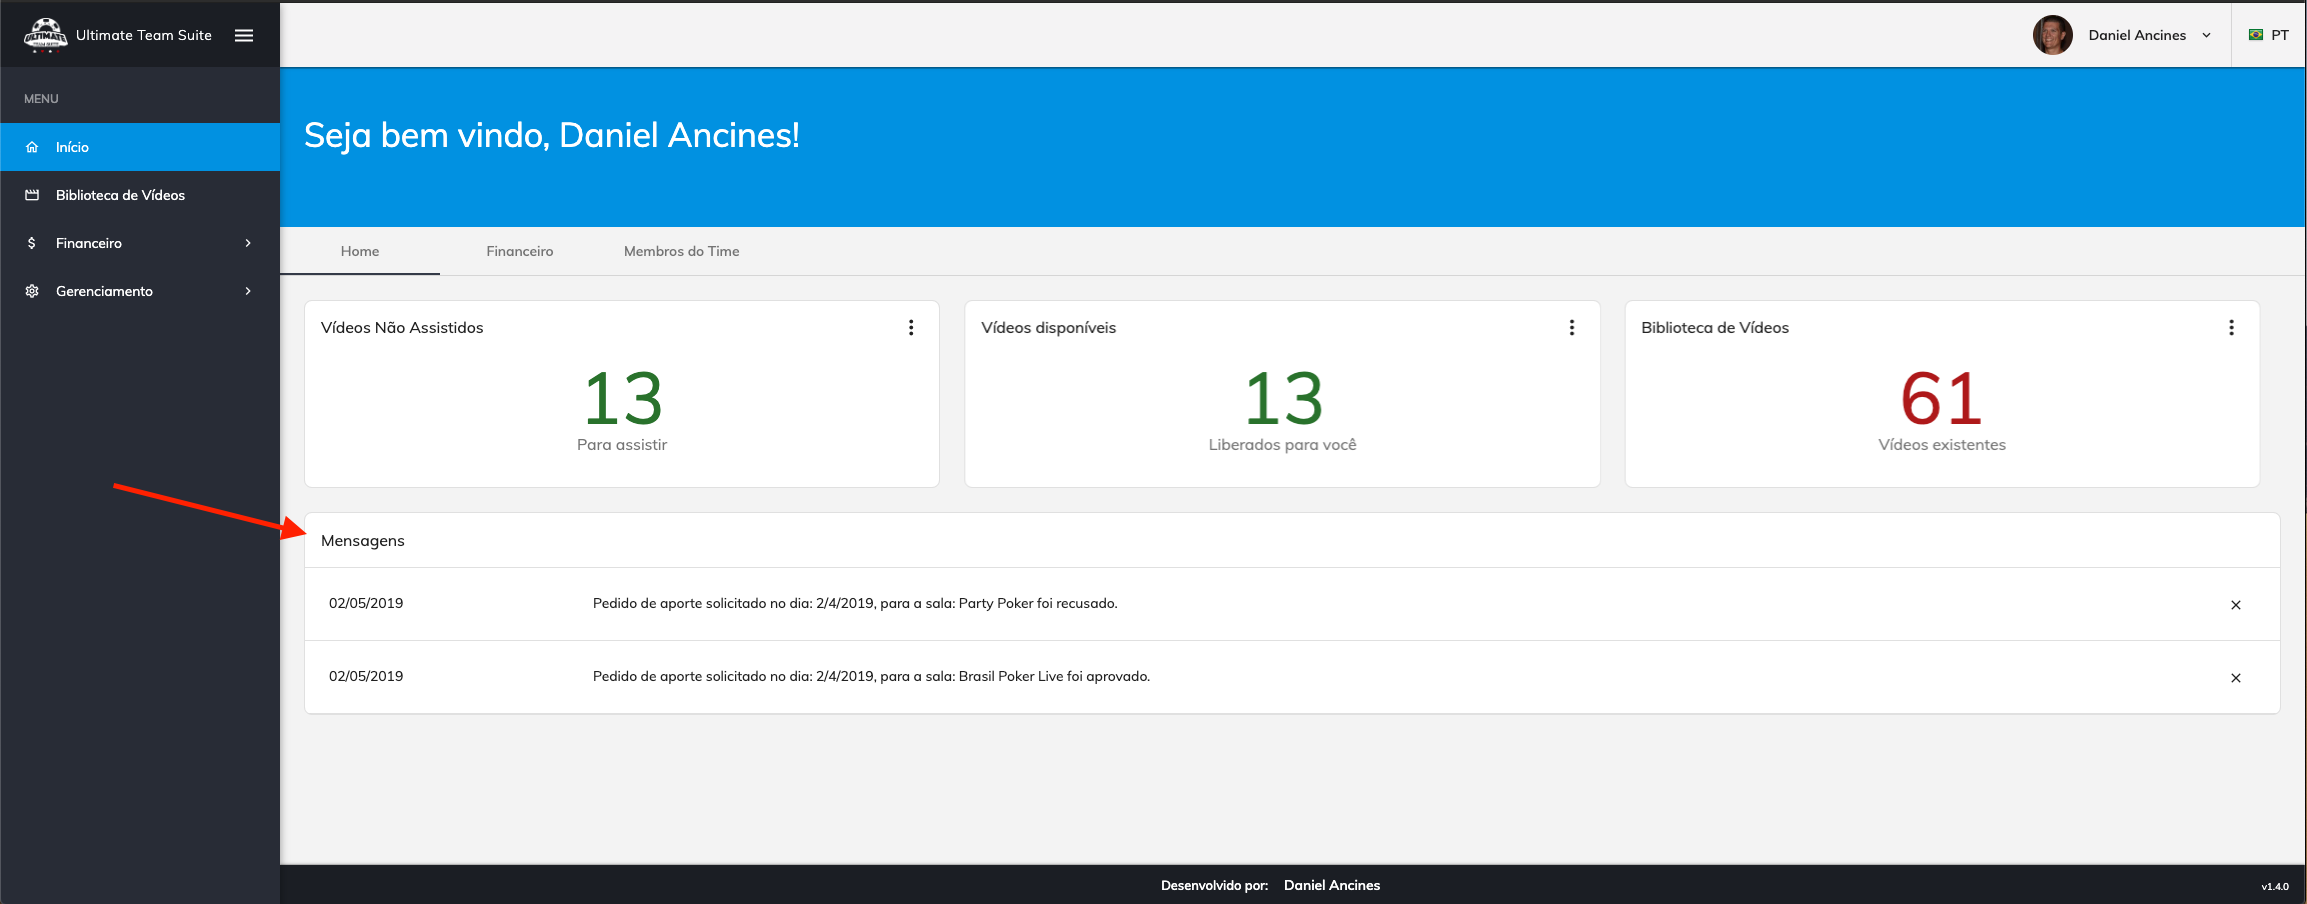 ULTIMATE
TEAM SUITE
Ultimate Team Suite
Daniel Ancines
PT
MENU
Início
Biblioteca de Vídeos
Financeiro
Gerenciamento
Seja bem vindo, Daniel Ancines!
Home Financeiro Membros do Time
Vídeos Não Assistidos
13
Para assistir
Vídeos disponíveis
13
Liberados para você
Biblioteca de Vídeos
61
Vídeos existentes
Mensagens
02/05/2019 Pedido de aporte solicitado no dia: 2/4/2019, para a sala: Party Poker foi recusado.
02/05/2019 Pedido de aporte solicitado no dia: 2/4/2019, para a sala: Brasil Poker Live foi aprovado.
Desenvolvido por: Daniel Ancines
v1.4.0